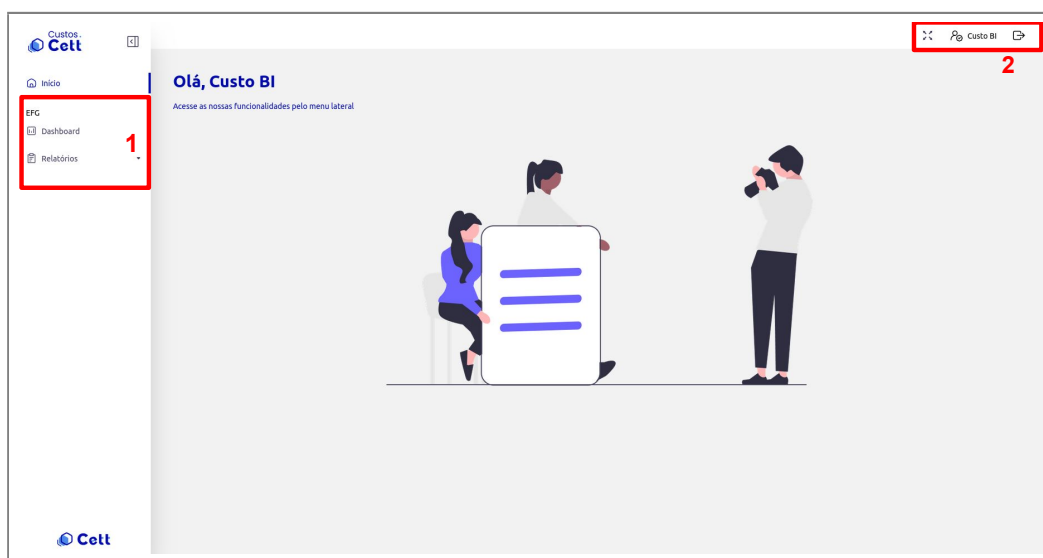 Custos.
Cett
Custo BI
2
Início
Olá, Custo BI
Acesse as nossas funcionalidades pelo menu lateral
EFG
Dashboard
1
Relatórios
Cett